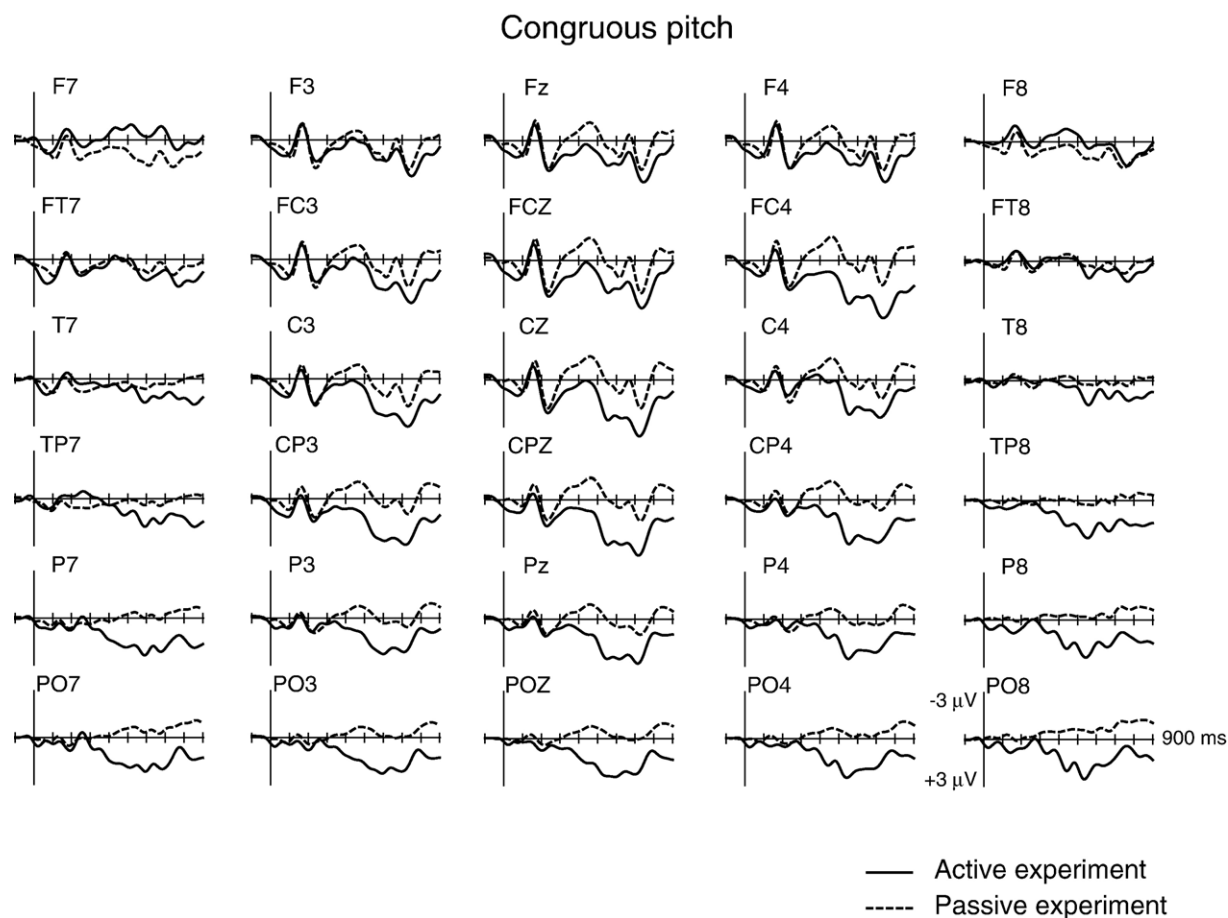 Congruous pitch
F7 F3 Fz F4 F8
FT7 FC3 FCZ FC4 FT8
T7 C3 CZ C4 T8
TP7 CP3 CPZ CP4 TP8
P7 P3 Pz P4 P8
PO7 PO3 POZ PO4 PO8
-3 μV
900 ms
+3 μV
Active experiment
Passive experiment